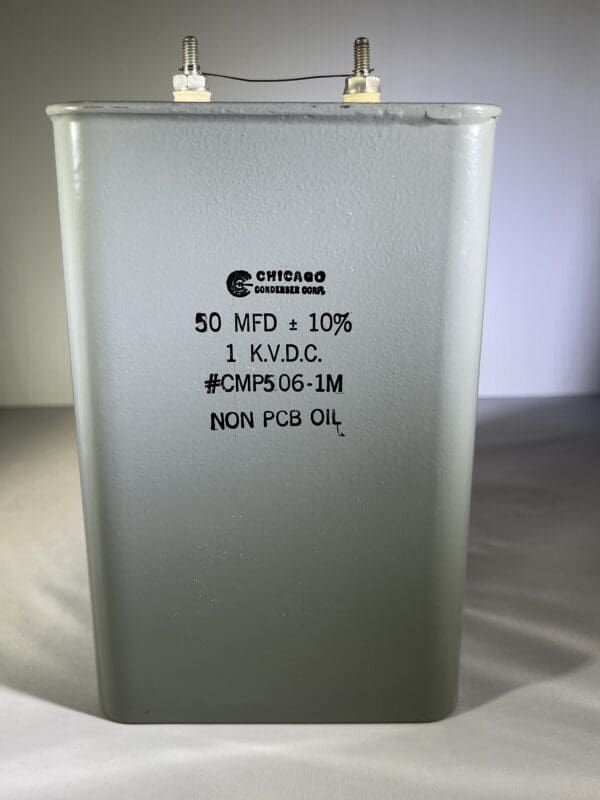 CHICAGO
CONDENSER CORP.
50 MFD ± 10%
1 K.V.D.C.
#CMP506-1M
NON PCB OIL